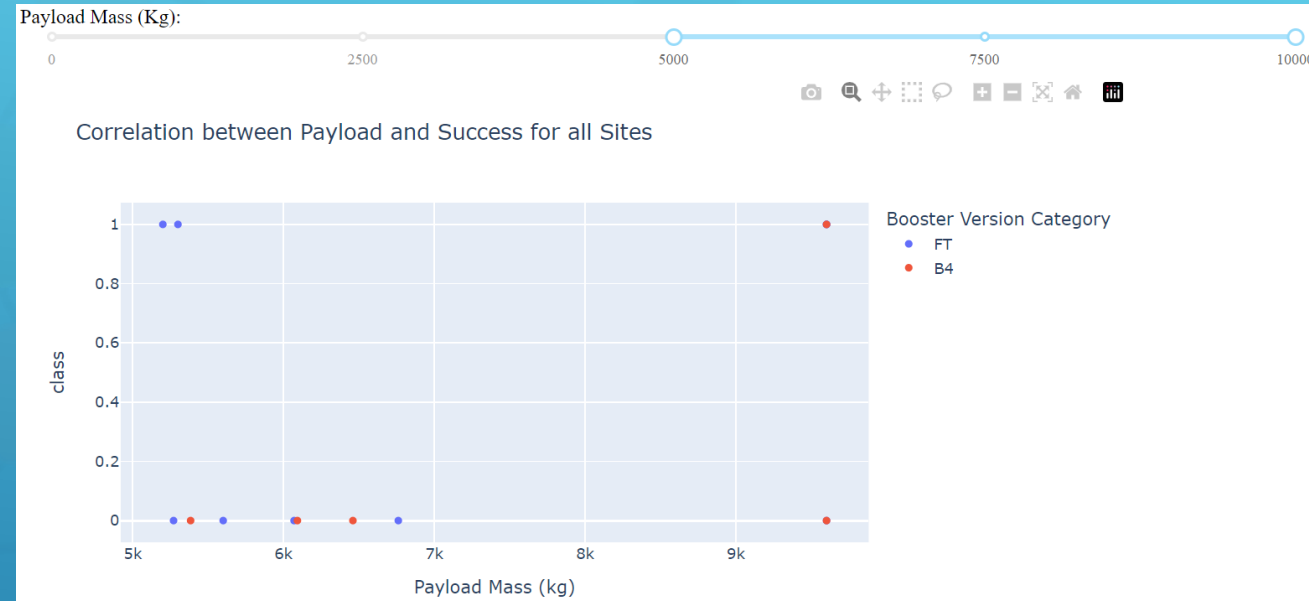 Payload Mass (Kg):
0 2500 5000 7500 10000
Correlation between Payload and Success for all Sites
Booster Version Category
FT
B4
1
0.8
0.6
0.4
0.2
0
class
5k 6k 7k 8k 9k
Payload Mass (kg)